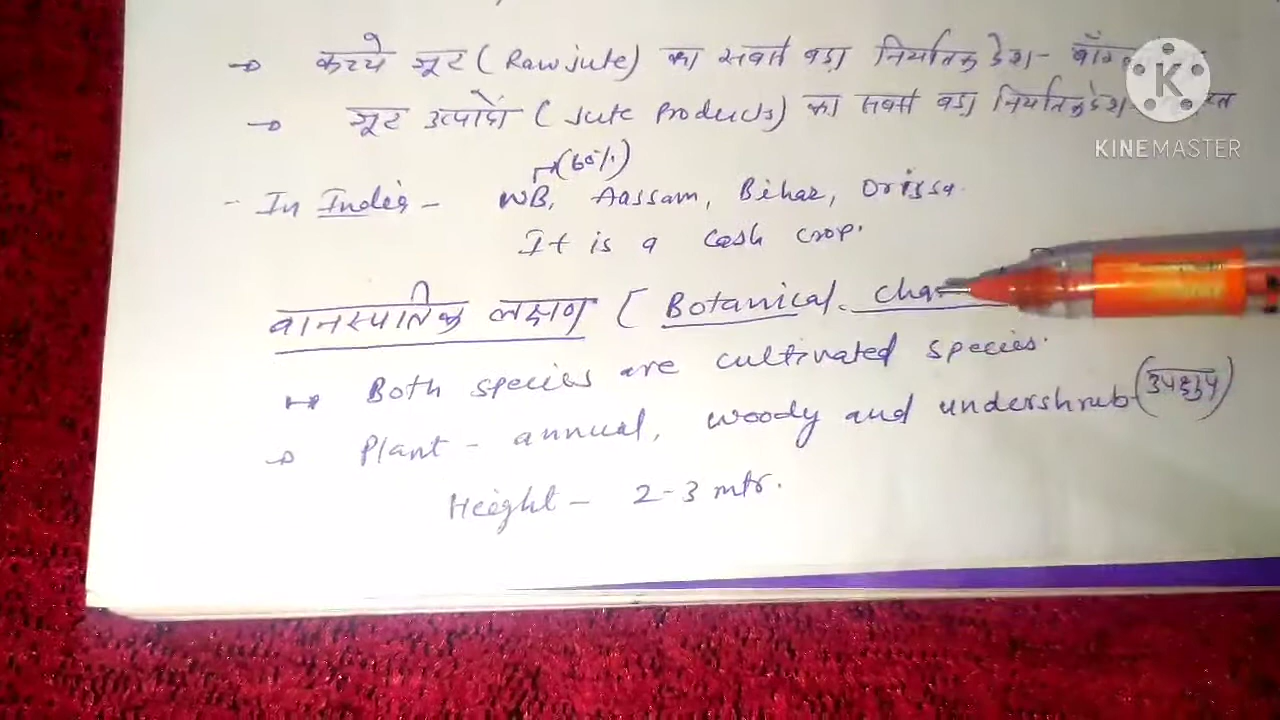 → कच्चे जूट (Raw jute) का सबसे बड़ा निर्यातक देश-
→ जूट उत्पादों (Jute Products) का सबसे बड़ा निर्यातक देश-
KINEMASTER
→ (60%)
- In India - WB, Aassam, Bihar, Orissa.
It is a Cash crop.
वानस्पतिक लक्षण [ Botanical
→ Both species are cultivated species.
→ Plant - annual, woody and undershrub (उपक्षुप)
Height - 2-3 mtr.